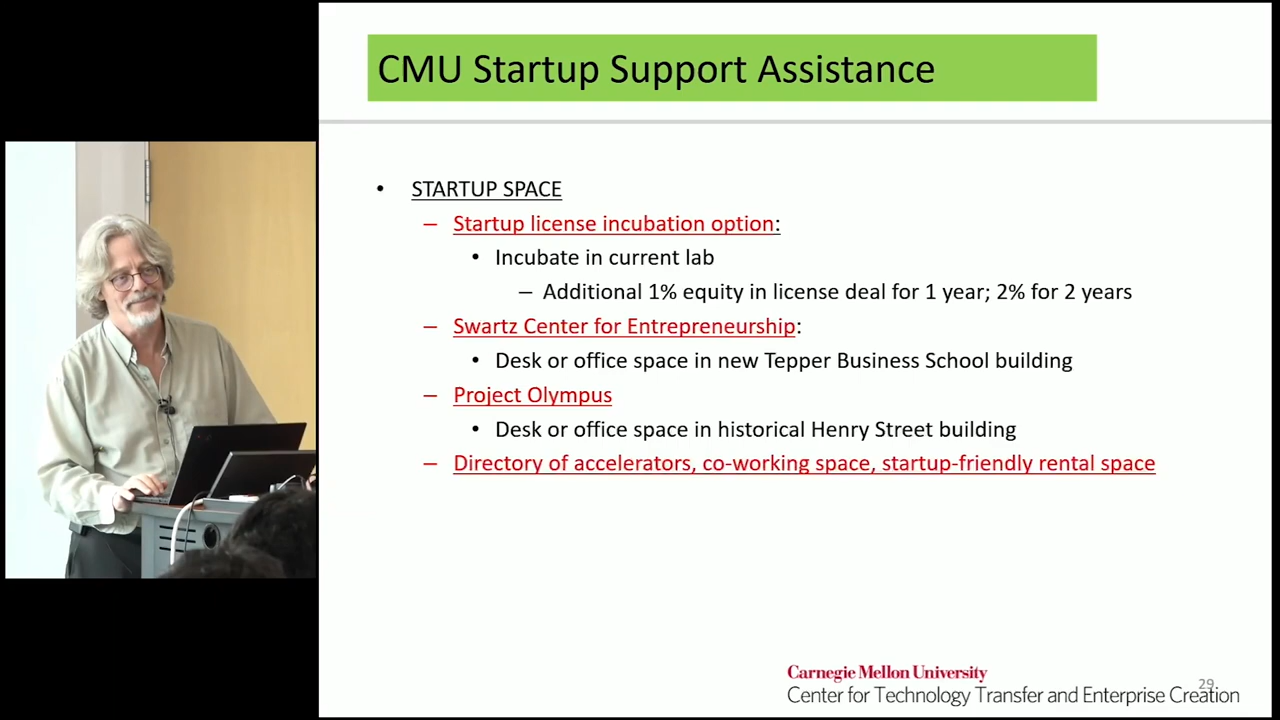 CMU Startup Support Assistance
• STARTUP SPACE
– Startup license incubation option:
• Incubate in current lab
– Additional 1% equity in license deal for 1 year; 2% for 2 years
– Swartz Center for Entrepreneurship:
• Desk or office space in new Tepper Business School building
– Project Olympus
• Desk or office space in historical Henry Street building
– Directory of accelerators, co-working space, startup-friendly rental space
Carnegie Mellon University
29
Center for Technology Transfer and Enterprise Creation